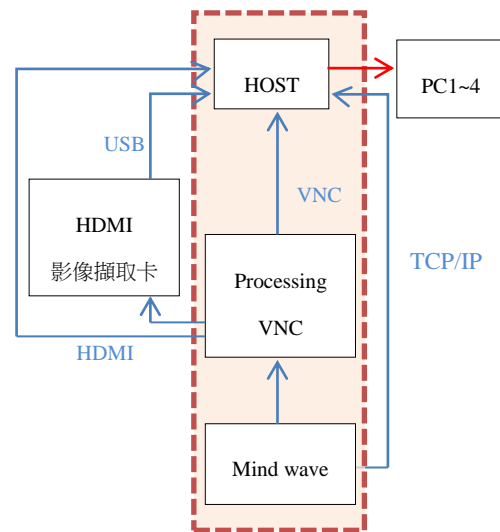 HOST
PC1~4
USB
VNC
HDMI
影像擷取卡
TCP/IP
Processing
VNC
HDMI
Mind wave